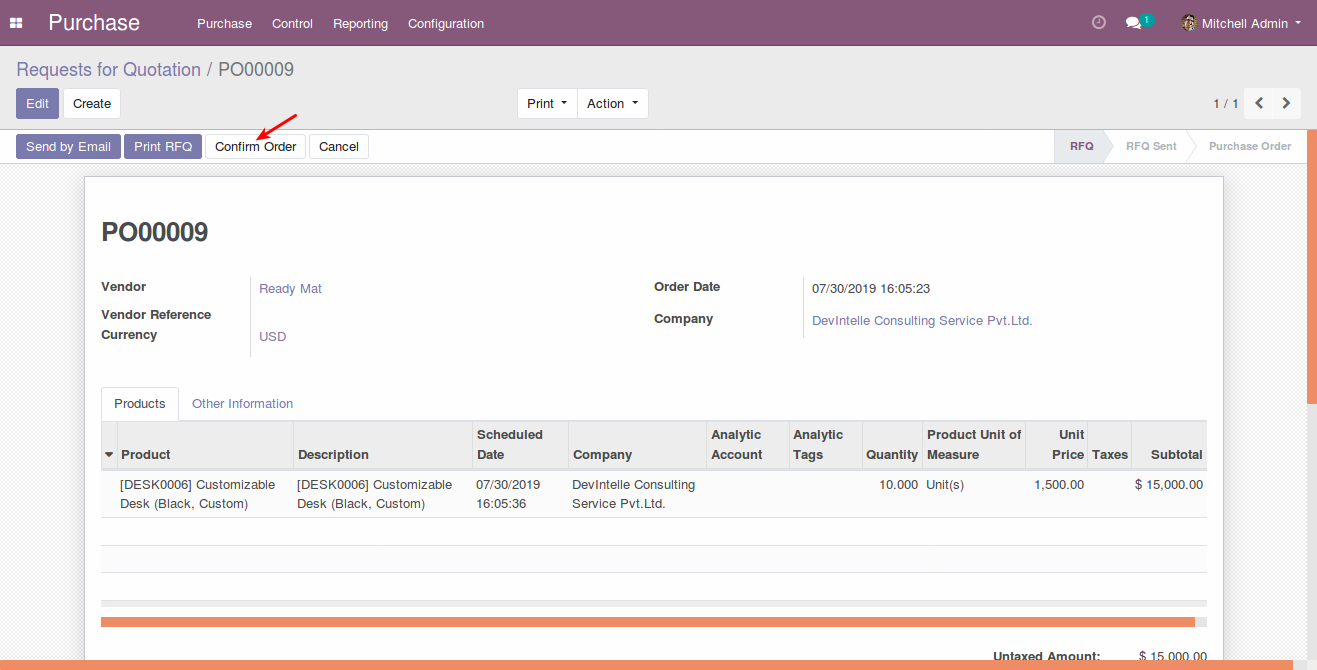 Purchase Purchase Control Reporting Configuration 1 Mitchell Admin
Requests for Quotation / PO00009
Edit Create Print Action 1 / 1
Send by Email Print RFQ Confirm Order Cancel RFQ RFQ Sent Purchase Order
PO00009
Vendor Ready Mat Order Date 07/30/2019 16:05:23
Vendor Reference Company DevIntelle Consulting Service Pvt.Ltd.
Currency USD
Products Other Information
Scheduled Analytic Analytic Product Unit of Unit
Product Description Date Company Account Tags Quantity Measure Price Taxes Subtotal
[DESK0006] Customizable [DESK0006] Customizable 07/30/2019 DevIntelle Consulting 10.000 Unit(s) 1,500.00 $ 15,000.00
Desk (Black, Custom) Desk (Black, Custom) 16:05:36 Service Pvt.Ltd.
Untaxed Amount: $ 15,000.00